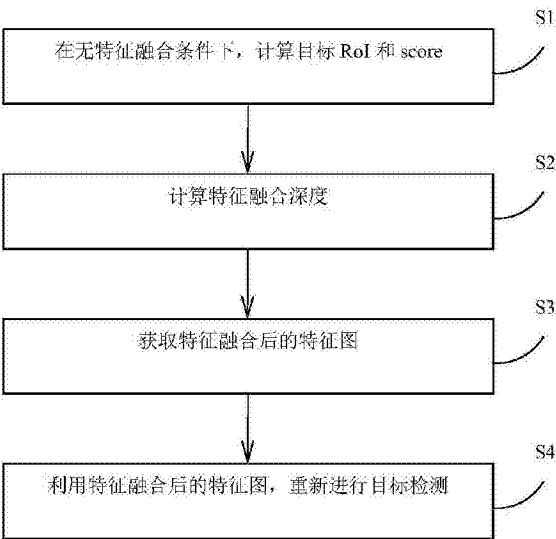 S1
在无特征融合条件下，计算目标 RoI 和 score
S2
计算特征融合深度
S3
获取特征融合后的特征图
S4
利用特征融合后的特征图，重新进行目标检测